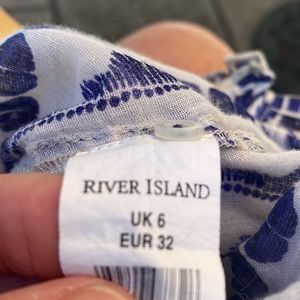 RIVER ISLAND
UK 6
EUR 32